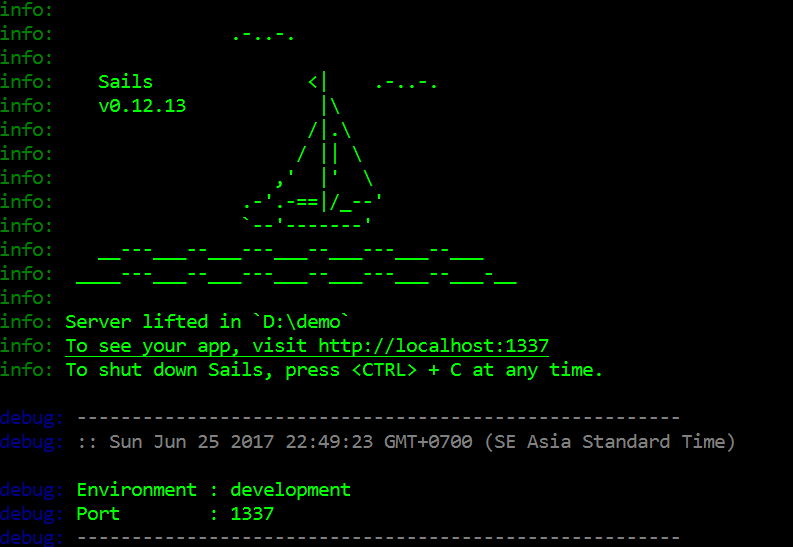 info:
info:                .-..-.
info:
info:    Sails              <|    .-..-.
info:    v0.12.13            |\
info:                       /|.\
info:                      / || \
info:                    ,'  |'  \
info:                 .-'.-==|/_--'
info:                 `--'-------'
info:    __---___--___---___--___---___--___
info:  ____---___--___---___--___---___--___-__
info:
info: Server lifted in `D:\demo`
info: To see your app, visit http://localhost:1337
info: To shut down Sails, press <CTRL> + C at any time.
debug: -------------------------------------------------------
debug: :: Sun Jun 25 2017 22:49:23 GMT+0700 (SE Asia Standard Time)
debug: Environment : development
debug: Port        : 1337
debug: -------------------------------------------------------